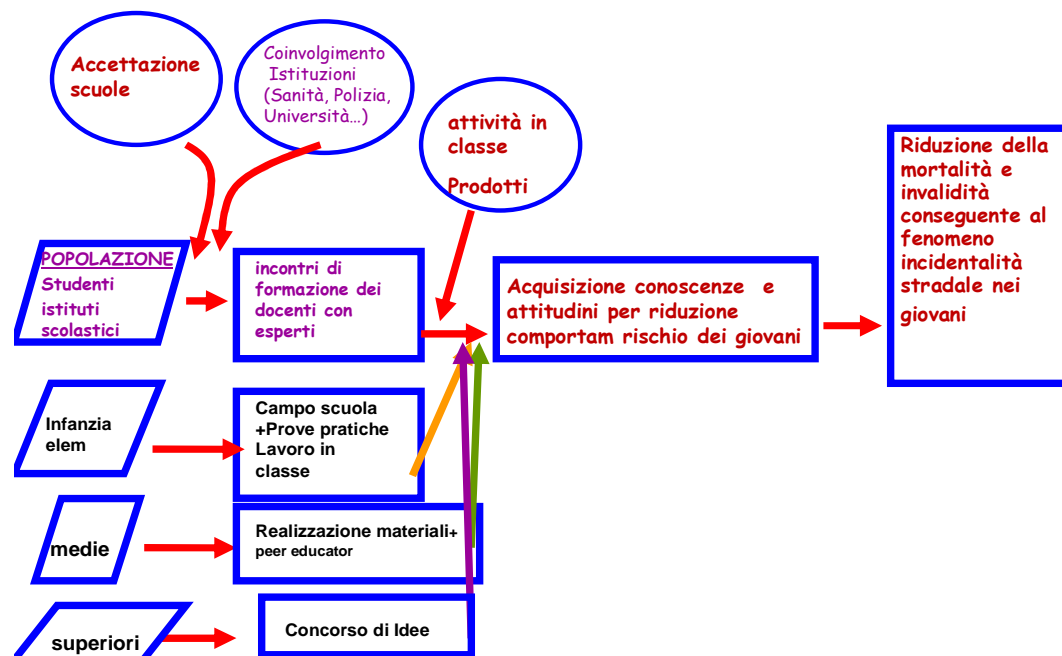 Accettazione
scuole
Coinvolgimento
Istituzioni
(Sanità, Polizia,
Università…)
attività in
classe
Prodotti
POPOLAZIONE
Studenti
istituti
scolastici
incontri di
formazione dei
docenti con
esperti
Acquisizione conoscenze e
attitudini per riduzione
comportam rischio dei giovani
Riduzione della
mortalità e
invalidità
conseguente al
fenomeno
incidentalità
stradale nei
giovani
Infanzia
elem
Campo scuola
+Prove pratiche
Lavoro in
classe
medie
Realizzazione materiali+
peer educator
superiori
Concorso di Idee